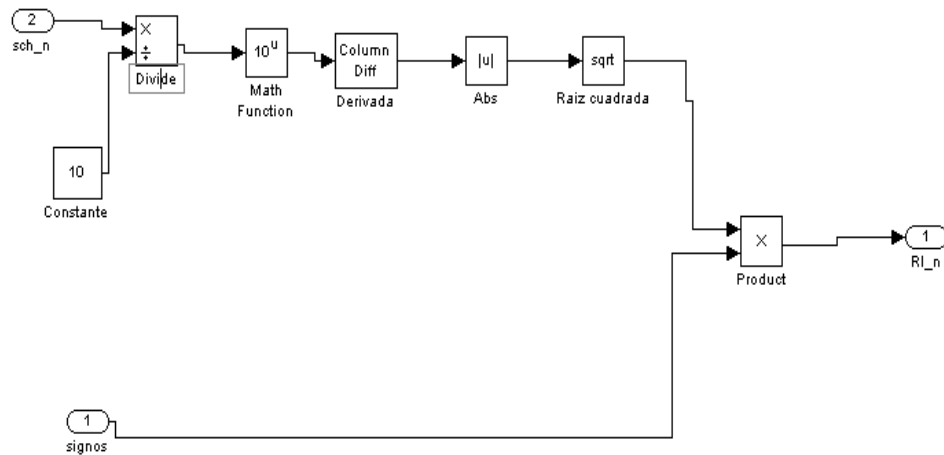 2
sch_n
×
÷
Divide
10
Constante
10^u
Math
Function
Column
Diff
Derivada
|u|
Abs
sqrt
Raiz cuadrada
×
Product
1
RI_n
1
signos